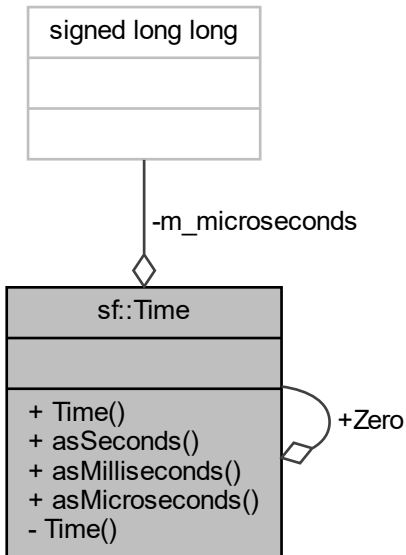 signed long long
-m_microseconds
sf::Time
+ Time()
+ asSeconds()
+ asMilliseconds()
+ asMicroseconds()
- Time()
+Zero